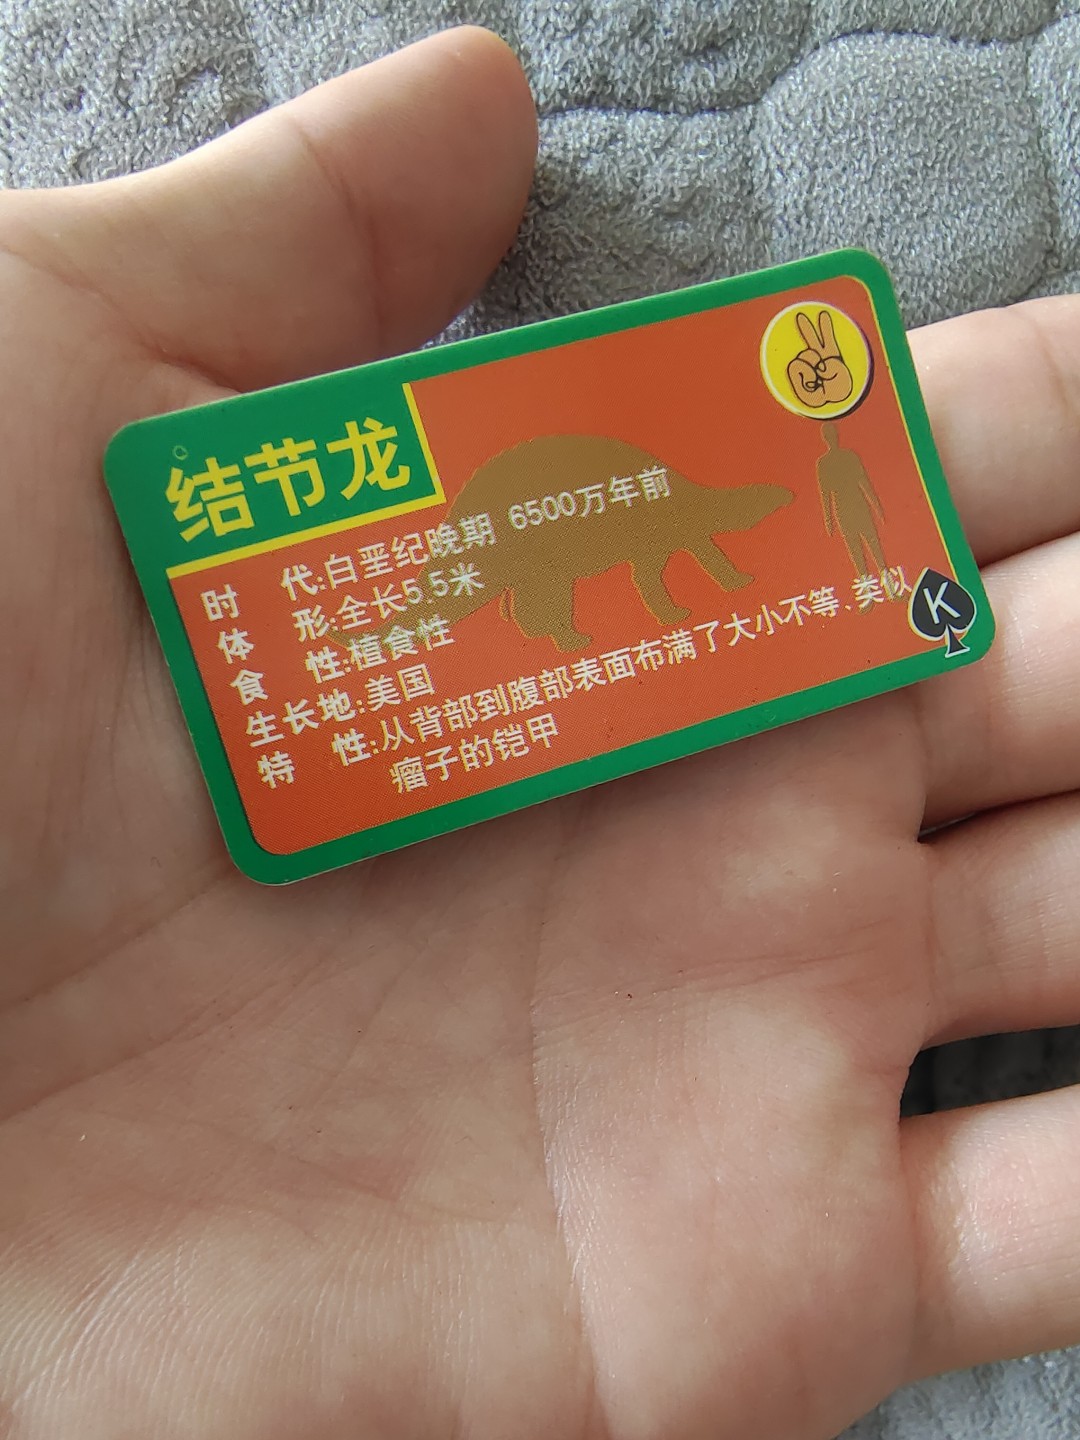 结节龙
时 代:白垩纪晚期 6500万年前
体 形:全长5.5米
食 性:植食性
生长地:美国
特 性:从背部到腹部表面布满了大小不等、类似
瘤子的铠甲
K